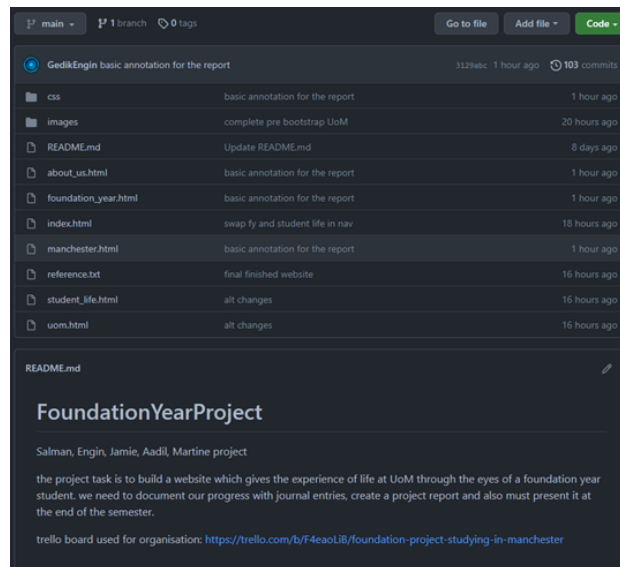 main 1 branch 0 tags Go to file Add file Code
GedikEngin basic annotation for the report 3129abc 1 hour ago 103 commits
css basic annotation for the report 1 hour ago
images complete pre bootstrap UoM 20 hours ago
README.md Update README.md 8 days ago
about_us.html basic annotation for the report 1 hour ago
foundation_year.html basic annotation for the report 1 hour ago
index.html swap fy and student life in nav 18 hours ago
manchester.html basic annotation for the report 1 hour ago
reference.txt final finished website 16 hours ago
student_life.html alt changes 16 hours ago
uom.html alt changes 16 hours ago
README.md
FoundationYearProject
Salman, Engin, Jamie, Aadil, Martine project
the project task is to build a website which gives the experience of life at UoM through the eyes of a foundation year
student. we need to document our progress with journal entries, create a project report and also must present it at
the end of the semester.
trello board used for organisation: https://trello.com/b/F4eaoLiB/foundation-project-studying-in-manchester